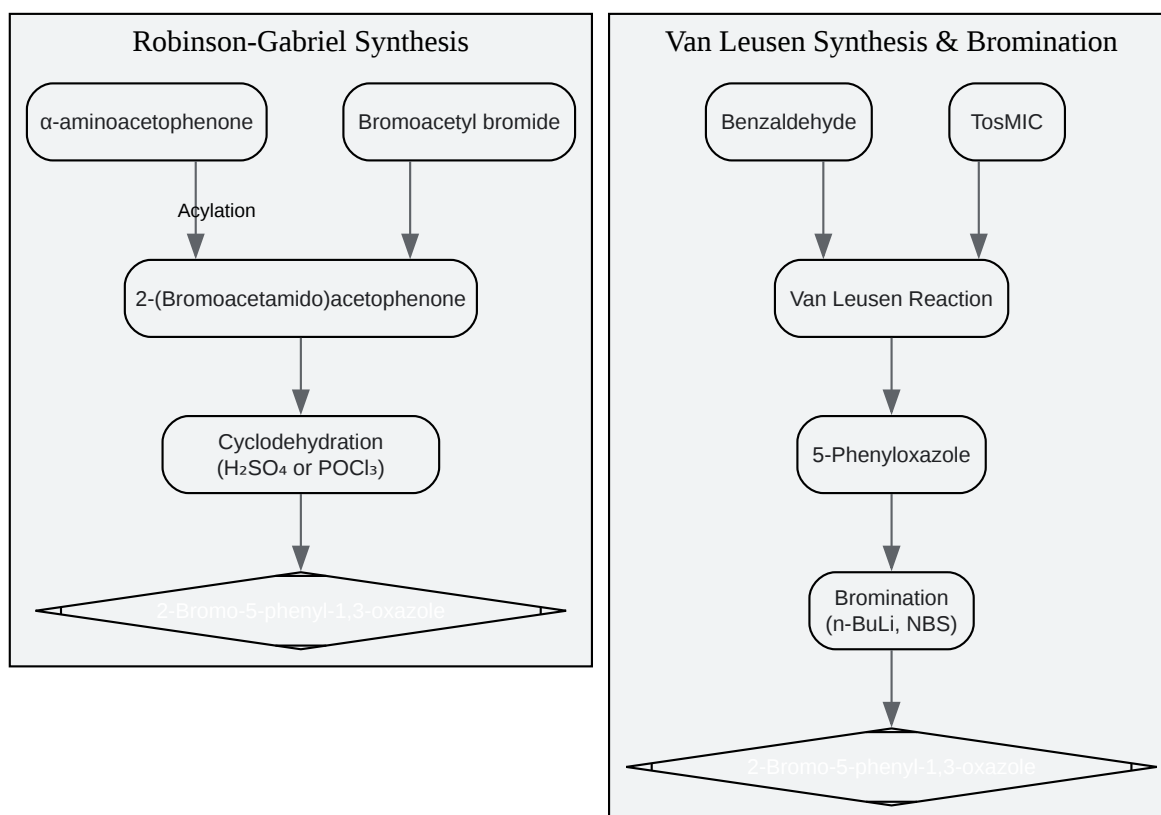 Robinson-Gabriel Synthesis
α-aminoacetophenone
Bromoacetyl bromide
Acylation
2-(Bromoacetamido)acetophenone
Cyclodehydration
(H₂SO₄ or POCl₃)
2-Bromo-5-phenyl-1,3-oxazole
Van Leusen Synthesis & Bromination
Benzaldehyde
TosMIC
Van Leusen Reaction
5-Phenyloxazole
Bromination
(n-BuLi, NBS)
2-Bromo-5-phenyl-1,3-oxazole